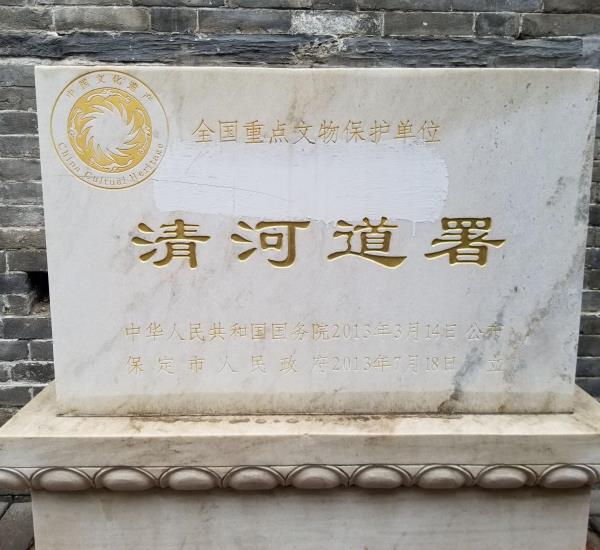 中国文化遗产
China Cultual Heritage
全国重点文物保护单位
清河道署
中华人民共和国国务院2013年3月14日 公布
保定市人民政府2013年7月18日 立